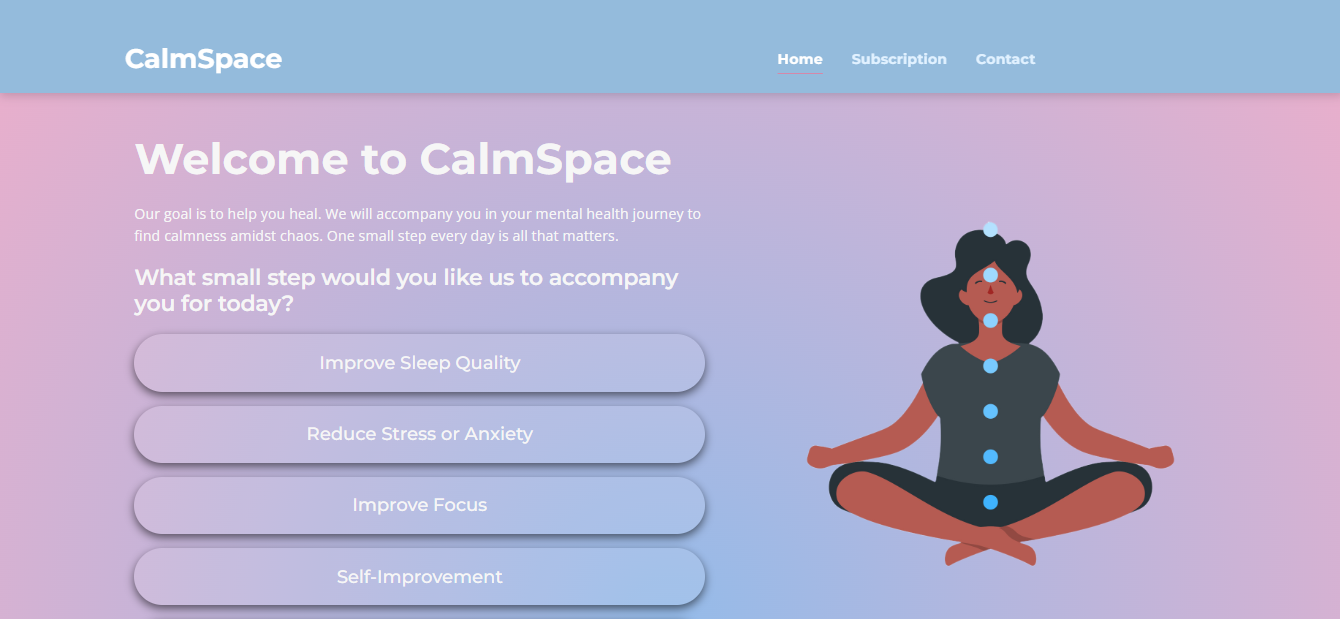 CalmSpace
Home Subscription Contact
Welcome to CalmSpace
Our goal is to help you heal. We will accompany you in your mental health journey to
find calmness amidst chaos. One small step every day is all that matters.
What small step would you like us to accompany
you for today?
Improve Sleep Quality
Reduce Stress or Anxiety
Improve Focus
Self-Improvement